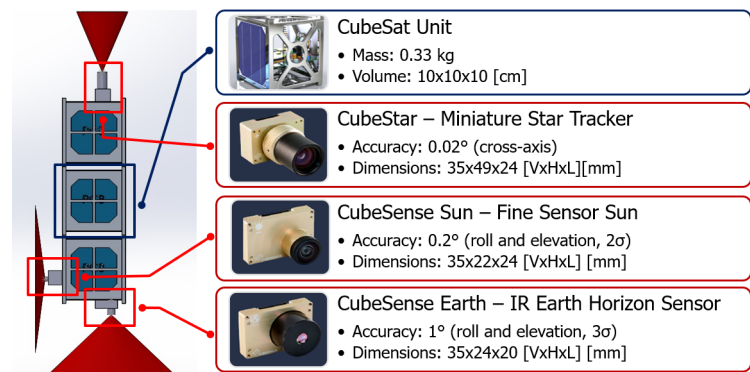 CubeSat Unit
• Mass: 0.33 kg
• Volume: 10x10x10 [cm]
CubeStar – Miniature Star Tracker
• Accuracy: 0.02° (cross-axis)
• Dimensions: 35x49x24 [VxHxL][mm]
CubeSense Sun – Fine Sensor Sun
• Accuracy: 0.2° (roll and elevation, 2σ)
• Dimensions: 35x22x24 [VxHxL] [mm]
CubeSense Earth – IR Earth Horizon Sensor
• Accuracy: 1° (roll and elevation, 3σ)
• Dimensions: 35x24x20 [VxHxL] [mm]